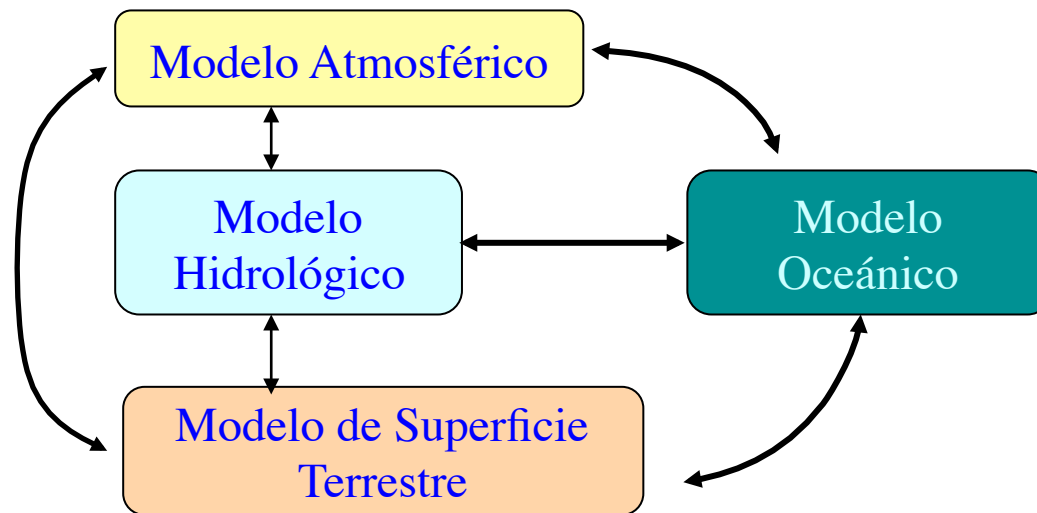 Modelo Atmosférico
Modelo
Hidrológico
Modelo
Oceánico
Modelo de Superficie
Terrestre